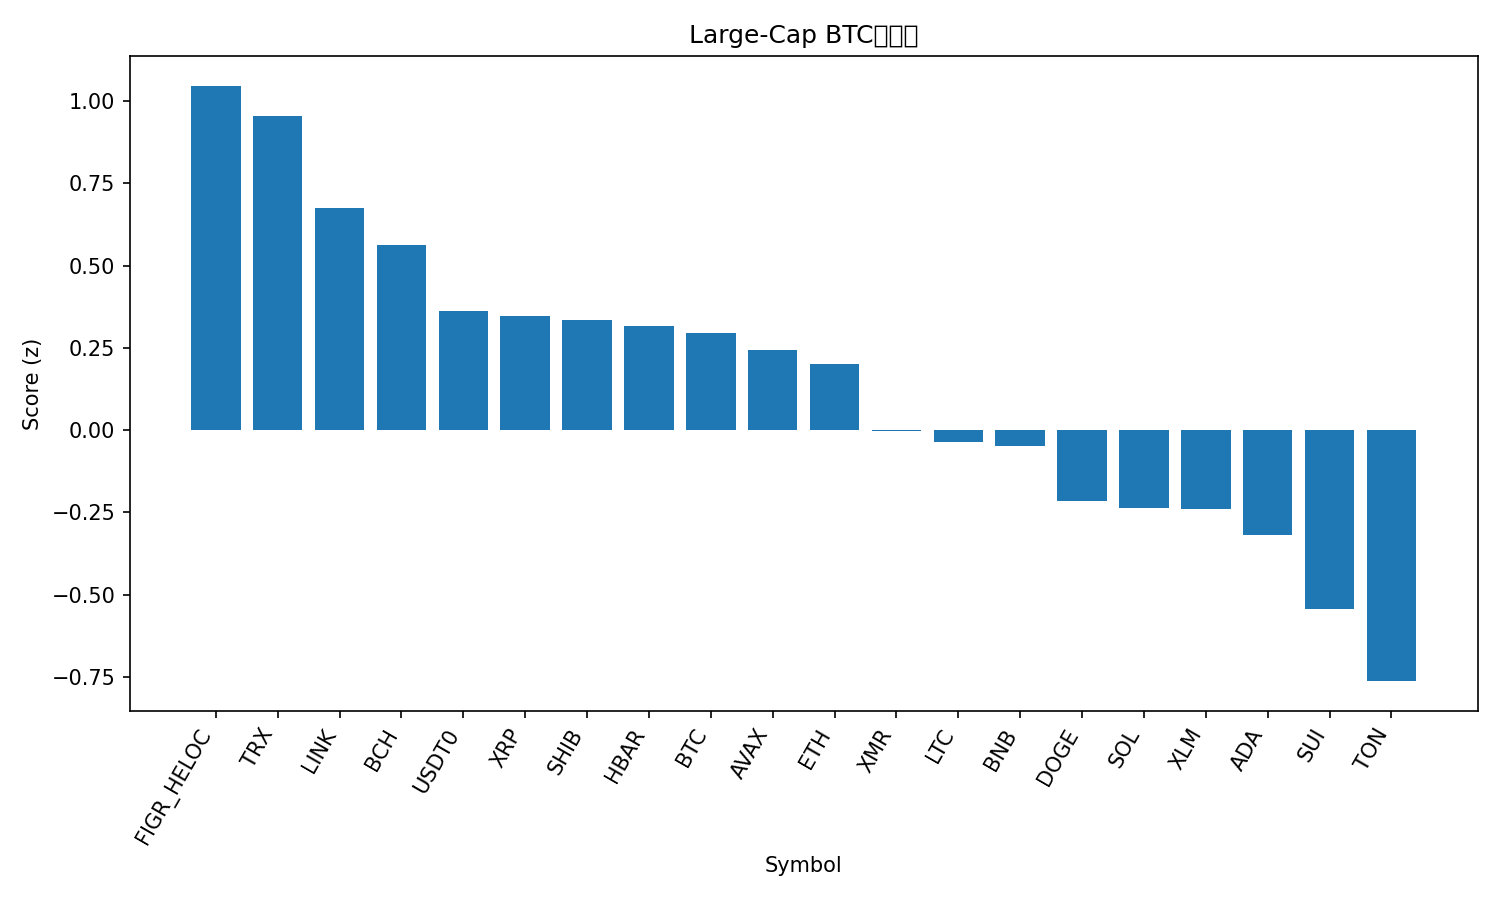 Large-Cap BTC
1.00
0.75
0.50
0.25
0.00
−0.25
−0.50
−0.75
Score (z)
FIGR_HELOC
TRX
LINK
BCH
USDT0
XRP
SHIB
HBAR
BTC
AVAX
ETH
XMR
LTC
BNB
DOGE
SOL
XLM
ADA
SUI
TON
Symbol